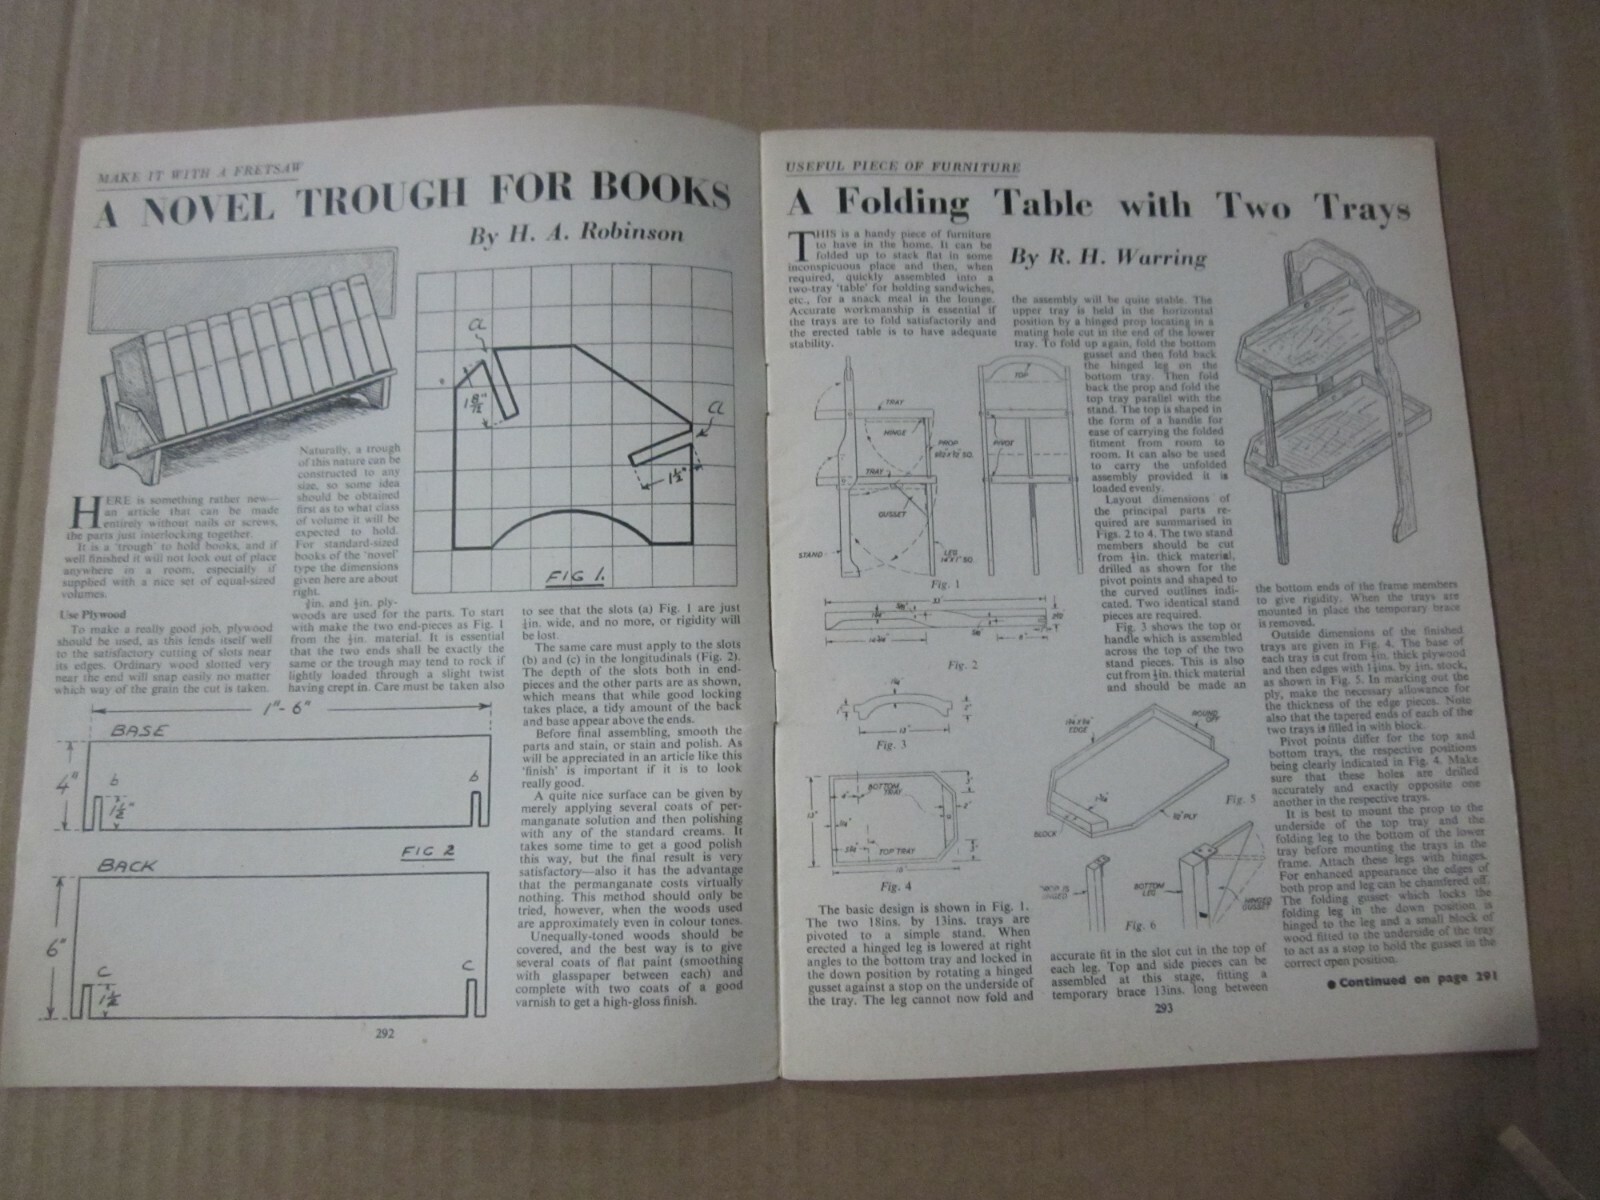 MAKE IT WITH A FRETSAW
A NOVEL TROUGH FOR BOOKS
By H. A. Robinson
HERE is something rather new—
an article that can be made
entirely without nails or screws,
the parts just interlocking together.
It is a 'trough' to hold books, and if
well finished it will not look out of place
anywhere in a room, especially if
supplied with a nice set of equal-sized
volumes.
Use Plywood
To make a really good job, plywood
should be used, as this lends itself well
to the satisfactory cutting of slots near
its edges. Ordinary wood slotted very
near the end will snap easily no matter
which way of the grain the cut is taken.
Naturally, a trough
of this nature can be
constructed to any
size, so some idea
should be obtained
first as to what class
of volume it will be
expected to hold.
For standard-sized
books of the 'novel'
type the dimensions
given here are about
right.
in. and in. ply-
woods are used for the parts. To start
with make the two end-pieces as Fig. 1
from the in. material. It is essential
that the two ends shall be exactly the
same or the trough may tend to rock if
lightly loaded through a slight twist
having crept in. Care must be taken also
a
a
1½"
FIG 1.
to see that the slots (a) Fig. 1 are just
in. wide, and no more, or rigidity will
be lost.
The same care must apply to the slots
(b) and (c) in the longitudinals (Fig. 2).
The depth of the slots both in end-
pieces and the other parts are as shown,
which means that while good locking
takes place, a tidy amount of the back
and base appear above the ends.
Before final assembling, smooth the
parts and stain, or stain and polish. As
will be appreciated in an article like this
'finish' is important if it is to look
really good.
A quite nice surface can be given by
merely applying several coats of per-
manganate solution and then polishing
with any of the standard creams. It
takes some time to get a good polish
this way, but the final result is very
satisfactory—also it has the advantage
that the permanganate costs virtually
nothing. This method should only be
tried, however, when the woods used
are approximately even in colour tones.
Unequally-toned woods should be
covered, and the best way is to give
several coats of flat paint (smoothing
with glasspaper between each) and
complete with two coats of a good
varnish to get a high-gloss finish.
1"-6"
BASE
4"
b
b
1½"
FIG 2
BACK
6"
c
c
1½
292
USEFUL PIECE OF FURNITURE
A Folding Table with Two Trays
By R. H. Warring
THIS is a handy piece of furniture
to have in the home. It can be
folded up to stack flat in some
inconspicuous place and then, when
required, quickly assembled into a
two-tray 'table' for holding sandwiches,
etc., for a snack meal in the lounge.
Accurate workmanship is essential if
the trays are to fold satisfactorily and
the erected table is to have adequate
stability.
TOP
TRAY
HINGE
PROP
PIVOT
TRAY
GUSSET
STAND
LEG
Fig. 1
Fig. 2
Fig. 3
BOTTOM
TRAY
TOP TRAY
Fig. 4
The basic design is shown in Fig. 1.
The two 18ins. by 13ins. trays are
pivoted to a simple stand. When
erected a hinged leg is lowered at right
angles to the bottom tray and locked in
the down position by rotating a hinged
gusset against a stop on the underside of
the tray. The leg cannot now fold and
the assembly will be quite stable. The
upper tray is held in the horizontal
position by a hinged prop locating in a
mating hole cut in the end of the lower
tray. To fold up again, fold the bottom
gusset and then fold back
the hinged leg on the
bottom tray. Then fold
back the prop and fold the
top tray parallel with the
stand. The top is shaped in
the form of a handle for
ease of carrying the folded
fitment from room to
room. It can also be used
to carry the unfolded
assembly provided it is
loaded evenly.
Layout dimensions of
the principal parts re-
quired are summarised in
Figs. 2 to 4. The two stand
members should be cut
from in. thick material,
drilled as shown for the
pivot points and shaped to
the curved outlines indi-
cated. Two identical stand
pieces are required.
Fig. 3 shows the top or
handle which is assembled
across the top of the two
stand pieces. This is also
cut from in. thick material
and should be made an
EDGE
ROUND
OFF
BLOCK
PLY
Fig. 5
BOTTOM
LEG
HINGED
GUSSET
Fig. 6
accurate fit in the slot cut in the top of
each leg. Top and side pieces can be
assembled at this stage, fitting a
temporary brace 13ins. long between
the bottom ends of the frame members
to give rigidity. When the trays are
mounted in place the temporary brace
is removed.
Outside dimensions of the finished
trays are given in Fig. 4. The base of
each tray is cut from in. thick plywood
and then edges with ins. by in. stock,
as shown in Fig. 5. In marking out the
ply, make the necessary allowance for
the thickness of the edge pieces. Note
also that the tapered ends of each of the
two trays is filled in with block.
Pivot points differ for the top and
bottom trays, the respective positions
being clearly indicated in Fig. 4. Make
sure that these holes are drilled
accurately and exactly opposite one
another in the respective trays.
It is best to mount the prop to the
underside of the top tray and the
folding leg to the bottom of the lower
tray before mounting the trays in the
frame. Attach these legs with hinges.
For enhanced appearance the edges of
both prop and leg can be chamfered off.
The folding gusset which locks the
folding leg in the down position is
hinged to the leg and a small block of
wood fitted to the underside of the tray
to act as a stop to hold the gusset in the
correct open position.
● Continued on page 291
293